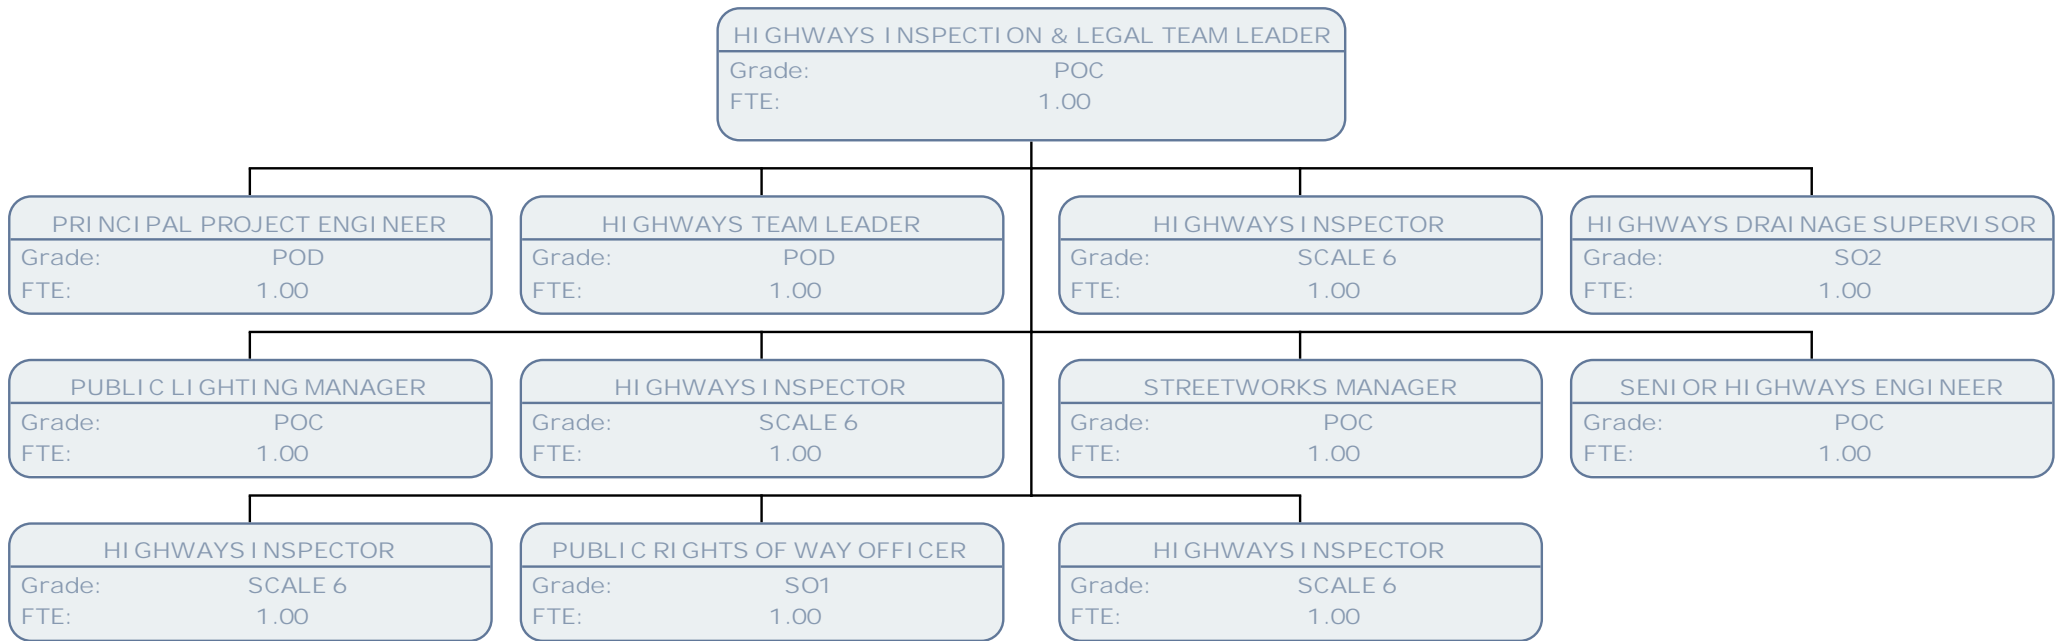 HIGHWAYS INSPECTION & LEGAL TEAM LEADER
Grade: POC
FTE: 1.00
PRINCIPAL PROJECT ENGINEER
Grade: POD
FTE: 1.00
HIGHWAYS TEAM LEADER
Grade: POD
FTE: 1.00
HIGHWAYS INSPECTOR
Grade: SCALE 6
FTE: 1.00
HIGHWAYS DRAINAGE SUPERVISOR
Grade: SO2
FTE: 1.00
PUBLIC LIGHTING MANAGER
Grade: POC
FTE: 1.00
HIGHWAYS INSPECTOR
Grade: SCALE 6
FTE: 1.00
STREETWORKS MANAGER
Grade: POC
FTE: 1.00
SENIOR HIGHWAYS ENGINEER
Grade: POC
FTE: 1.00
HIGHWAYS INSPECTOR
Grade: SCALE 6
FTE: 1.00
PUBLIC RIGHTS OF WAY OFFICER
Grade: SO1
FTE: 1.00
HIGHWAYS INSPECTOR
Grade: SCALE 6
FTE: 1.00